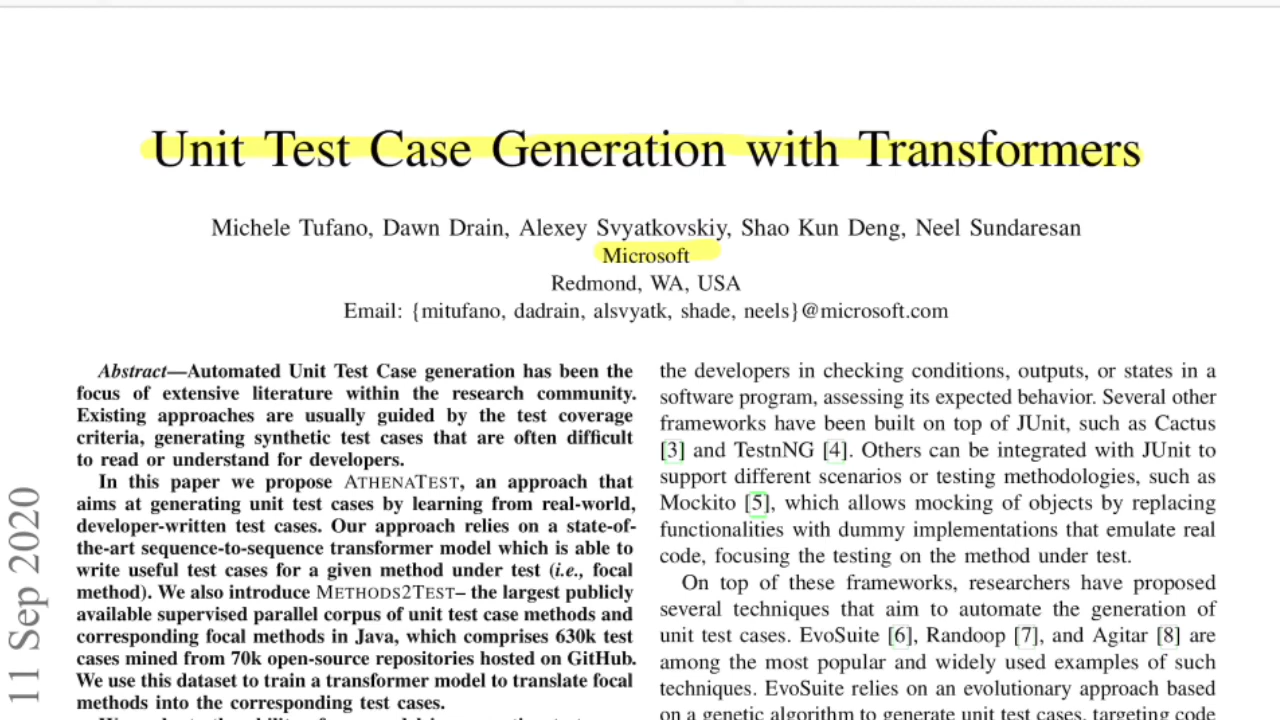 Unit Test Case Generation with Transformers
Michele Tufano, Dawn Drain, Alexey Svyatkovskiy, Shao Kun Deng, Neel Sundaresan
Microsoft
Redmond, WA, USA
Email: {mitufano, dadrain, alsvyatk, shade, neels}@microsoft.com
Abstract—Automated Unit Test Case generation has been the
focus of extensive literature within the research community.
Existing approaches are usually guided by the test coverage
criteria, generating synthetic test cases that are often difficult
to read or understand for developers.
In this paper we propose ATHENATEST, an approach that
aims at generating unit test cases by learning from real-world,
developer-written test cases. Our approach relies on a state-of-
the-art sequence-to-sequence transformer model which is able to
write useful test cases for a given method under test (i.e., focal
method). We also introduce METHODS2TEST– the largest publicly
available supervised parallel corpus of unit test case methods and
corresponding focal methods in Java, which comprises 630k test
cases mined from 70k open-source repositories hosted on GitHub.
We use this dataset to train a transformer model to translate focal
methods into the corresponding test cases.
the developers in checking conditions, outputs, or states in a
software program, assessing its expected behavior. Several other
frameworks have been built on top of JUnit, such as Cactus
[3] and TestnNG [4]. Others can be integrated with JUnit to
support different scenarios or testing methodologies, such as
Mockito [5], which allows mocking of objects by replacing
functionalities with dummy implementations that emulate real
code, focusing the testing on the method under test.
On top of these frameworks, researchers have proposed
several techniques that aim to automate the generation of
unit test cases. EvoSuite [6], Randoop [7], and Agitar [8] are
among the most popular and widely used examples of such
techniques. EvoSuite relies on an evolutionary approach based
on a genetic algorithm to generate unit test cases, targeting code
11 Sep 2020